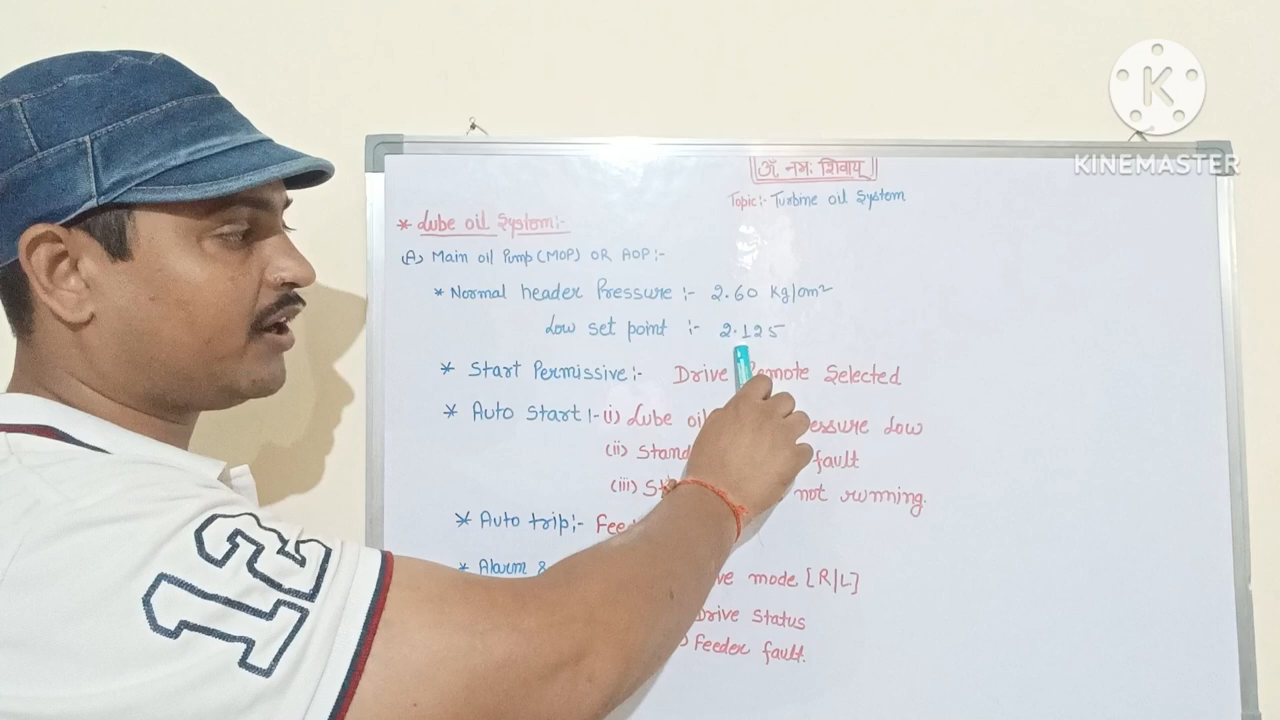 ॐ नमः शिवाय्
Topic:- Turbine oil System
* Lube oil System:-
(A) Main oil Pump (MOP) OR AOP:-
* Normal header Pressure :- 2.60 Kg/cm²
Low set point :- 2.125
* Start Permissive:- Drive Remote Selected
* Auto Start:- (i) Lube oil essure low
(ii) Stand fault
(iii) not running.
* Auto trip:- Fee
* Alarm & ve mode [R/L]
Drive Status
Feeder fault.
K
KINEMASTER
12